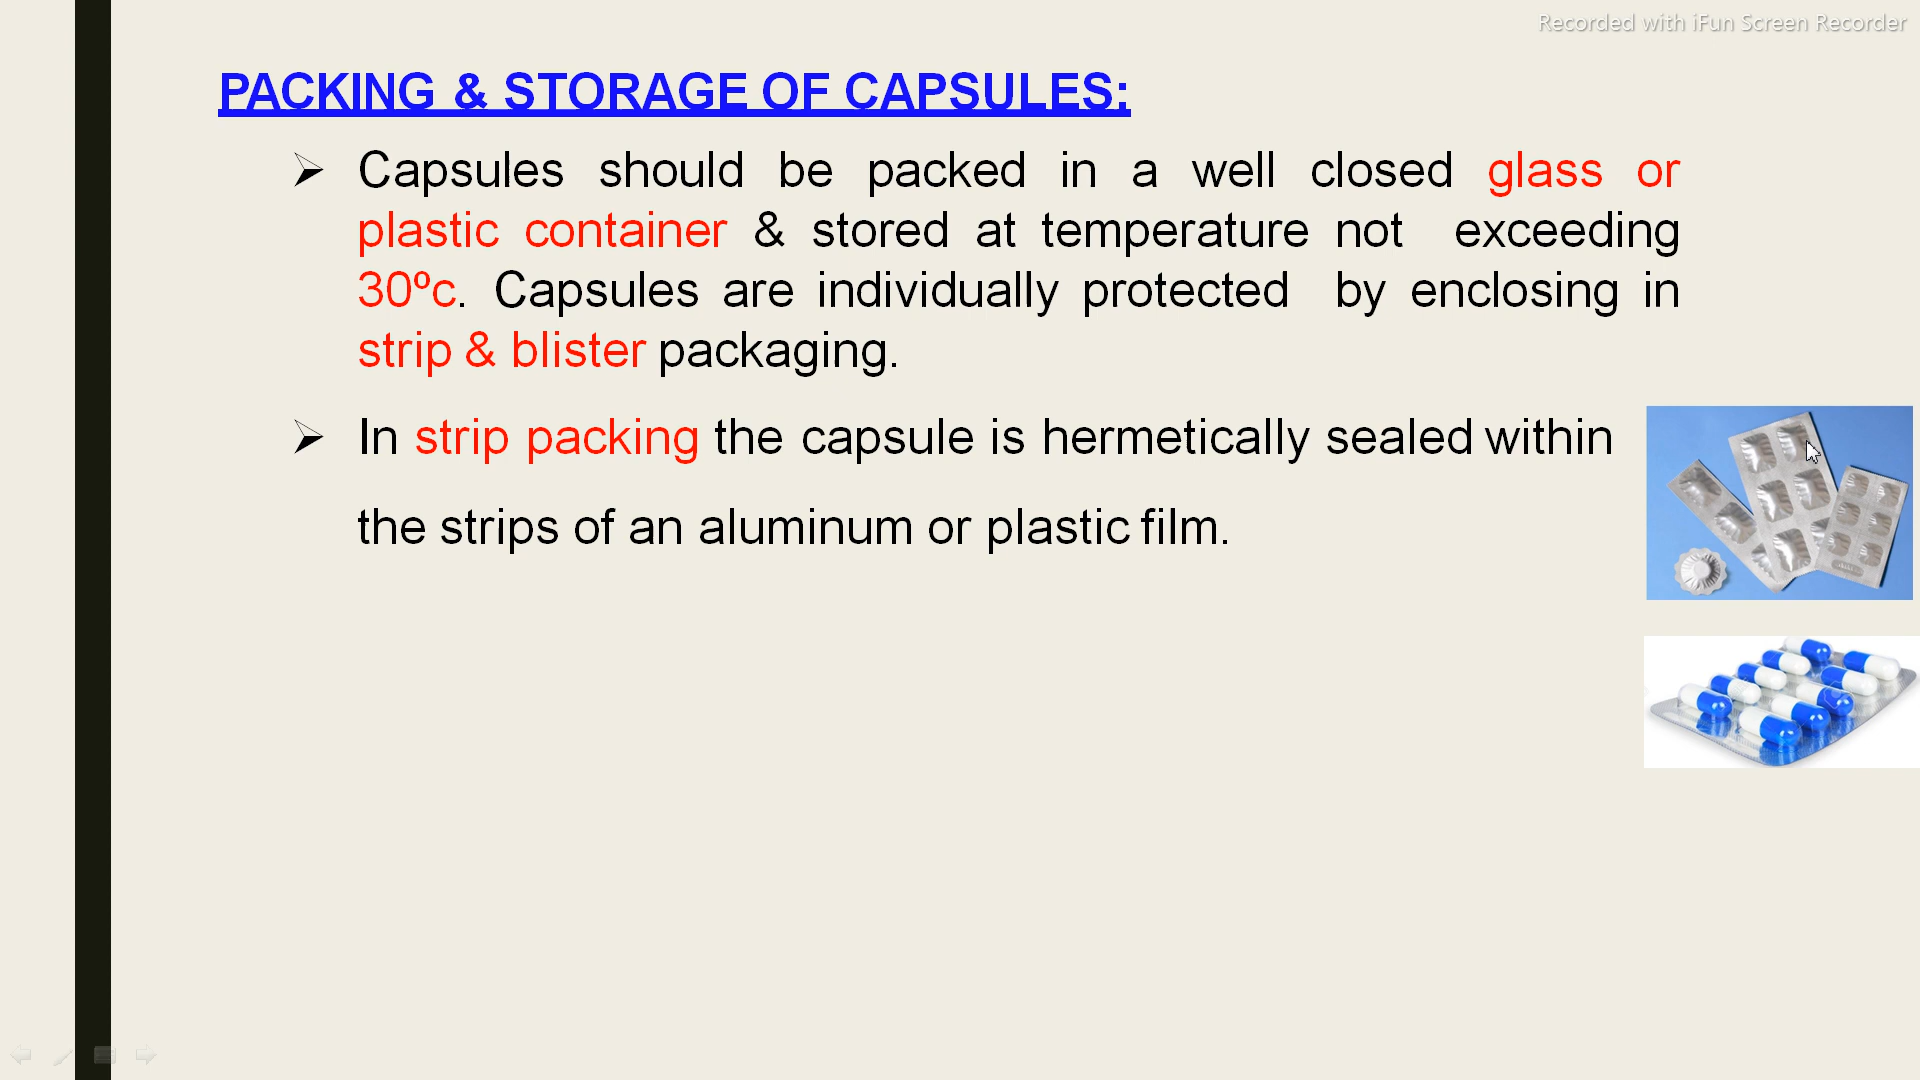 Recorded with iFun Screen Recorder
PACKING & STORAGE OF CAPSULES:
Capsules should be packed in a well closed glass or
plastic container & stored at temperature not exceeding
30ºc. Capsules are individually protected by enclosing in
strip & blister packaging.
In strip packing the capsule is hermetically sealed within
the strips of an aluminum or plastic film.